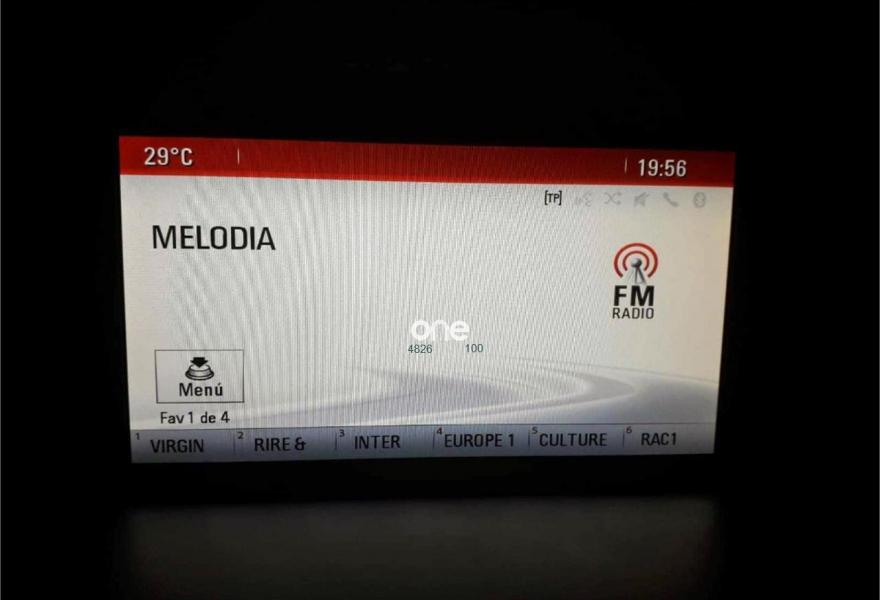 29°C 19:56
[TP]
MELODIA
FM
RADIO
one
4826 100
Menú
Fav 1 de 4
1 VIRGIN 2 RIRE & 3 INTER 4 EUROPE 1 5 CULTURE 6 RAC1